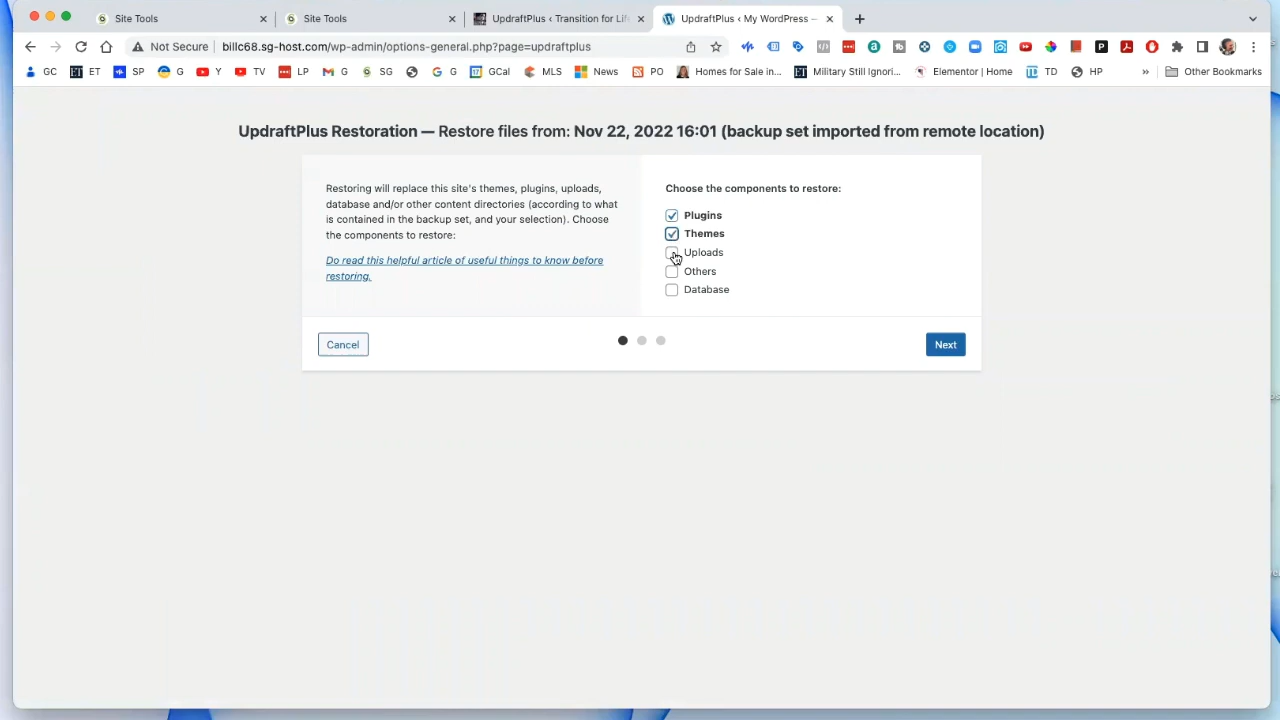 Site Tools
Site Tools
UpdraftPlus ‹ Transition for Lif
UpdraftPlus ‹ My WordPress —
Not Secure
billc68.sg-host.com/wp-admin/options-general.php?page=updraftplus
GC ET SP G Y TV LP G SG G GCal MLS News PO Homes for Sale in... Military Still Ignori... Elementor | Home TD HP » Other Bookmarks
UpdraftPlus Restoration — Restore files from: Nov 22, 2022 16:01 (backup set imported from remote location)
Restoring will replace this site's themes, plugins, uploads,
database and/or other content directories (according to what
is contained in the backup set, and your selection). Choose
the components to restore:
Do read this helpful article of useful things to know before
restoring.
Choose the components to restore:
Plugins
Themes
Uploads
Others
Database
Cancel
Next